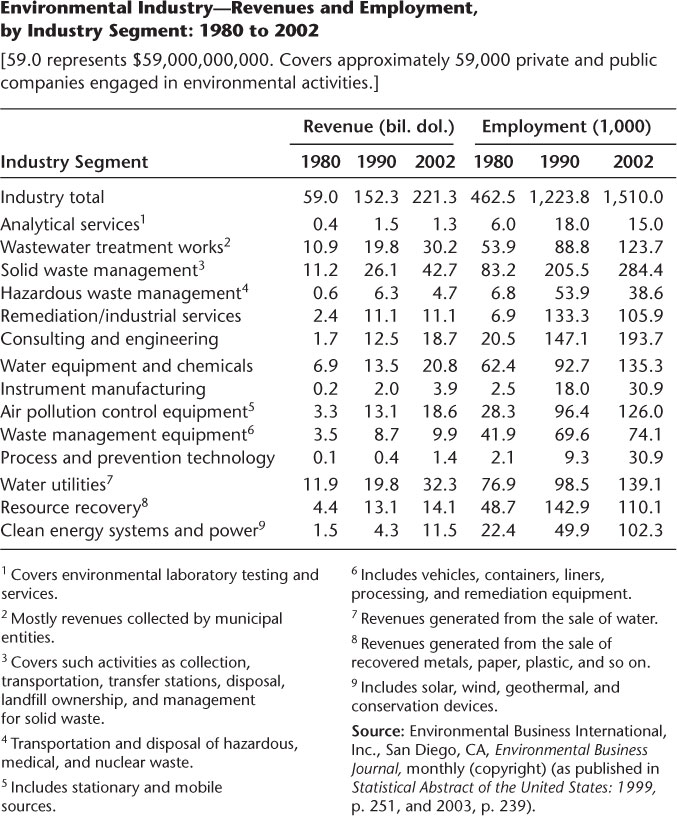 Environmental Industry—Revenues and Employment,
by Industry Segment: 1980 to 2002
[59.0 represents $59,000,000,000. Covers approximately 59,000 private and public
companies engaged in environmental activities.]
Revenue (bil. dol.) Employment (1,000)
Industry Segment 1980 1990 2002 1980 1990 2002
Industry total 59.0 152.3 221.3 462.5 1,223.8 1,510.0
Analytical services¹ 0.4 1.5 1.3 6.0 18.0 15.0
Wastewater treatment works² 10.9 19.8 30.2 53.9 88.8 123.7
Solid waste management³ 11.2 26.1 42.7 83.2 205.5 284.4
Hazardous waste management⁴ 0.6 6.3 4.7 6.8 53.9 38.6
Remediation/industrial services 2.4 11.1 11.1 6.9 133.3 105.9
Consulting and engineering 1.7 12.5 18.7 20.5 147.1 193.7
Water equipment and chemicals 6.9 13.5 20.8 62.4 92.7 135.3
Instrument manufacturing 0.2 2.0 3.9 2.5 18.0 30.9
Air pollution control equipment⁵ 3.3 13.1 18.6 28.3 96.4 126.0
Waste management equipment⁶ 3.5 8.7 9.9 41.9 69.6 74.1
Process and prevention technology 0.1 0.4 1.4 2.1 9.3 30.9
Water utilities⁷ 11.9 19.8 32.3 76.9 98.5 139.1
Resource recovery⁸ 4.4 13.1 14.1 48.7 142.9 110.1
Clean energy systems and power⁹ 1.5 4.3 11.5 22.4 49.9 102.3
¹ Covers environmental laboratory testing and
services.
² Mostly revenues collected by municipal
entities.
³ Covers such activities as collection,
transportation, transfer stations, disposal,
landfill ownership, and management
for solid waste.
⁴ Transportation and disposal of hazardous,
medical, and nuclear waste.
⁵ Includes stationary and mobile
sources.
⁶ Includes vehicles, containers, liners,
processing, and remediation equipment.
⁷ Revenues generated from the sale of water.
⁸ Revenues generated from the sale of
recovered metals, paper, plastic, and so on.
⁹ Includes solar, wind, geothermal, and
conservation devices.
Source: Environmental Business International,
Inc., San Diego, CA, Environmental Business
Journal, monthly (copyright) (as published in
Statistical Abstract of the United States: 1999,
p. 251, and 2003, p. 239).